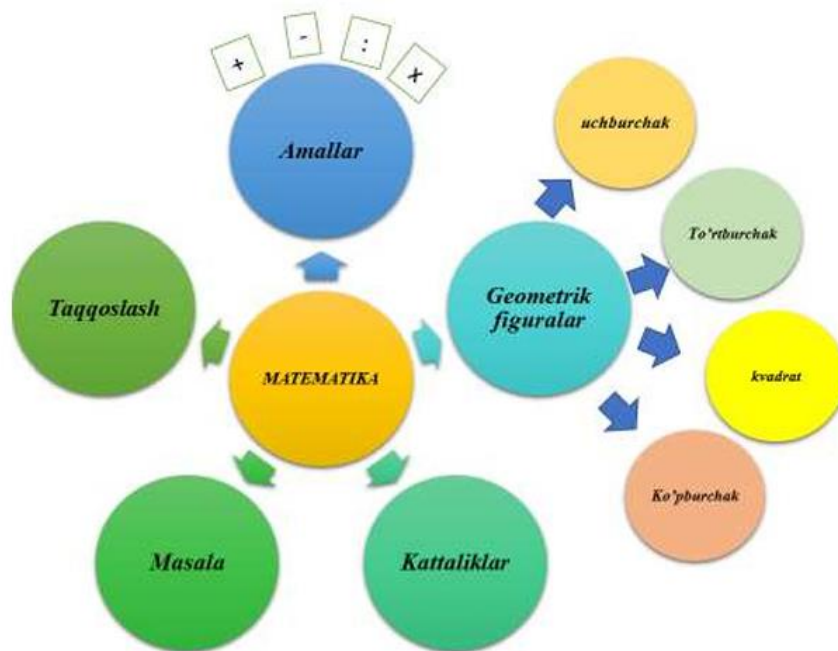 +
-
:
x
Amallar
uchburchak
To'rtburchak
Taqqoslash
Geometrik
figuralar
MATEMATIKA
kvadrat
Ko'pburchak
Masala
Kattaliklar